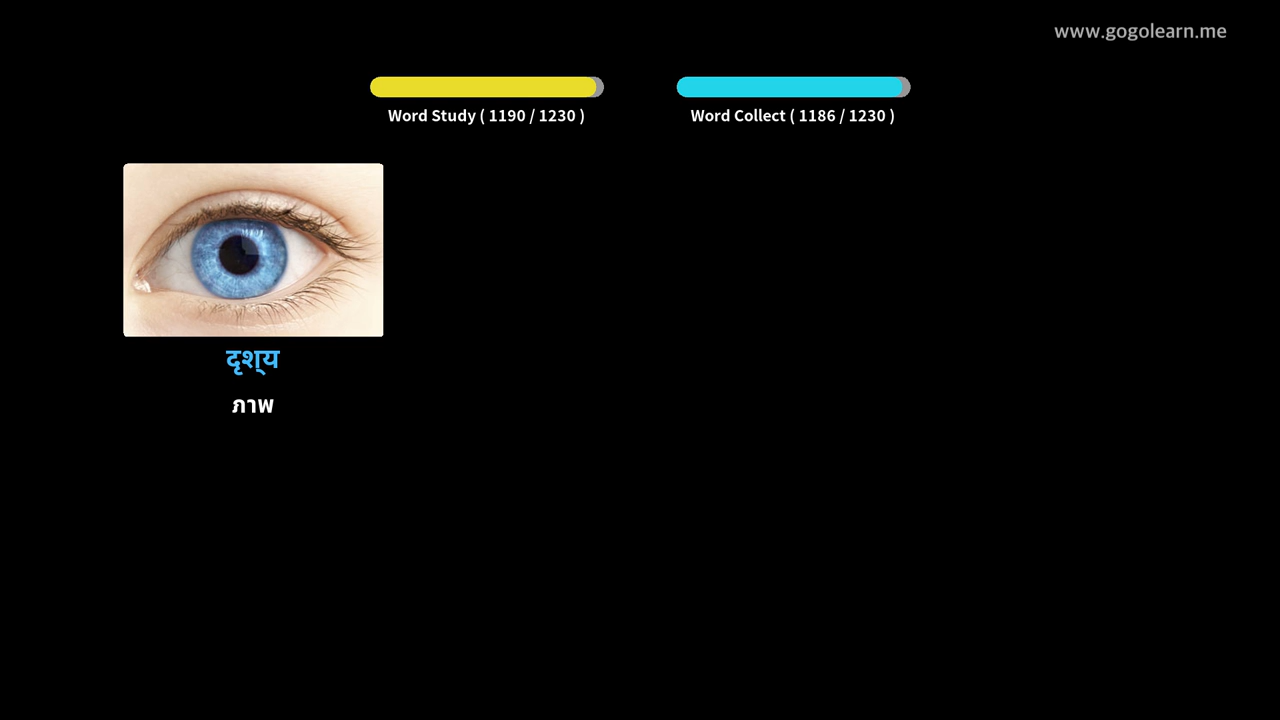 www.gogolearn.me
Word Study ( 1190 / 1230 )
Word Collect ( 1186 / 1230 )
दृश्य
ภาพ